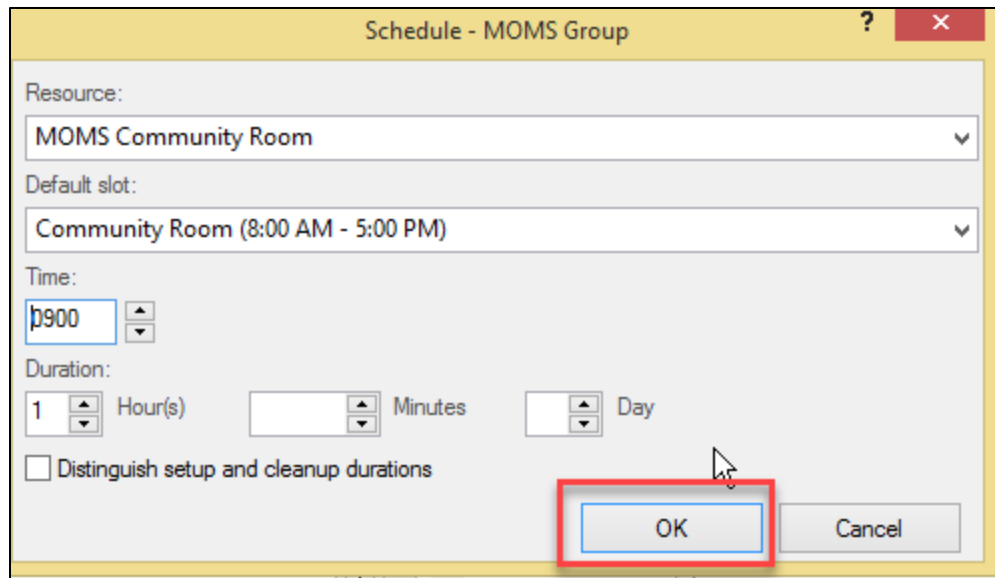 Schedule - MOMS Group ?
Resource:
MOMS Community Room
Default slot:
Community Room (8:00 AM - 5:00 PM)
Time:
0900
Duration:
1 Hour(s) Minutes Day
Distinguish setup and cleanup durations
OK Cancel